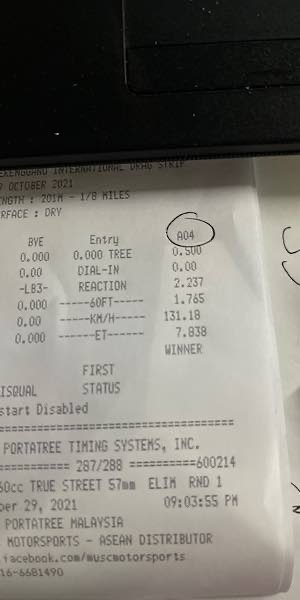 INTERNATIONAL DRAG STRIP
OCTOBER 2021
: 201M - 1/8 MILES
: DRY
BYE Entry A04
0.000 0.000 TREE 0.500
0.00 DIAL-IN 0.00
-LB3- REACTION 2.237
0.000 ------60FT----- 1.765
0.00 -----KM/H----- 131.18
0.000 ------ET----- 7.838
WINNER
FIRST
ISQUAL STATUS
start Disabled
PORTATREE TIMING SYSTEMS, INC.
=========== 287/288 ==========600214
60cc TRUE STREET 57mm ELIM RND 1
ber 29, 2021 09:03:55 PM
PORTATREE MALAYSIA
MOTORSPORTS - ASEAN DISTRIBUTOR
facebook.com/muscmotorsports
16-6681490